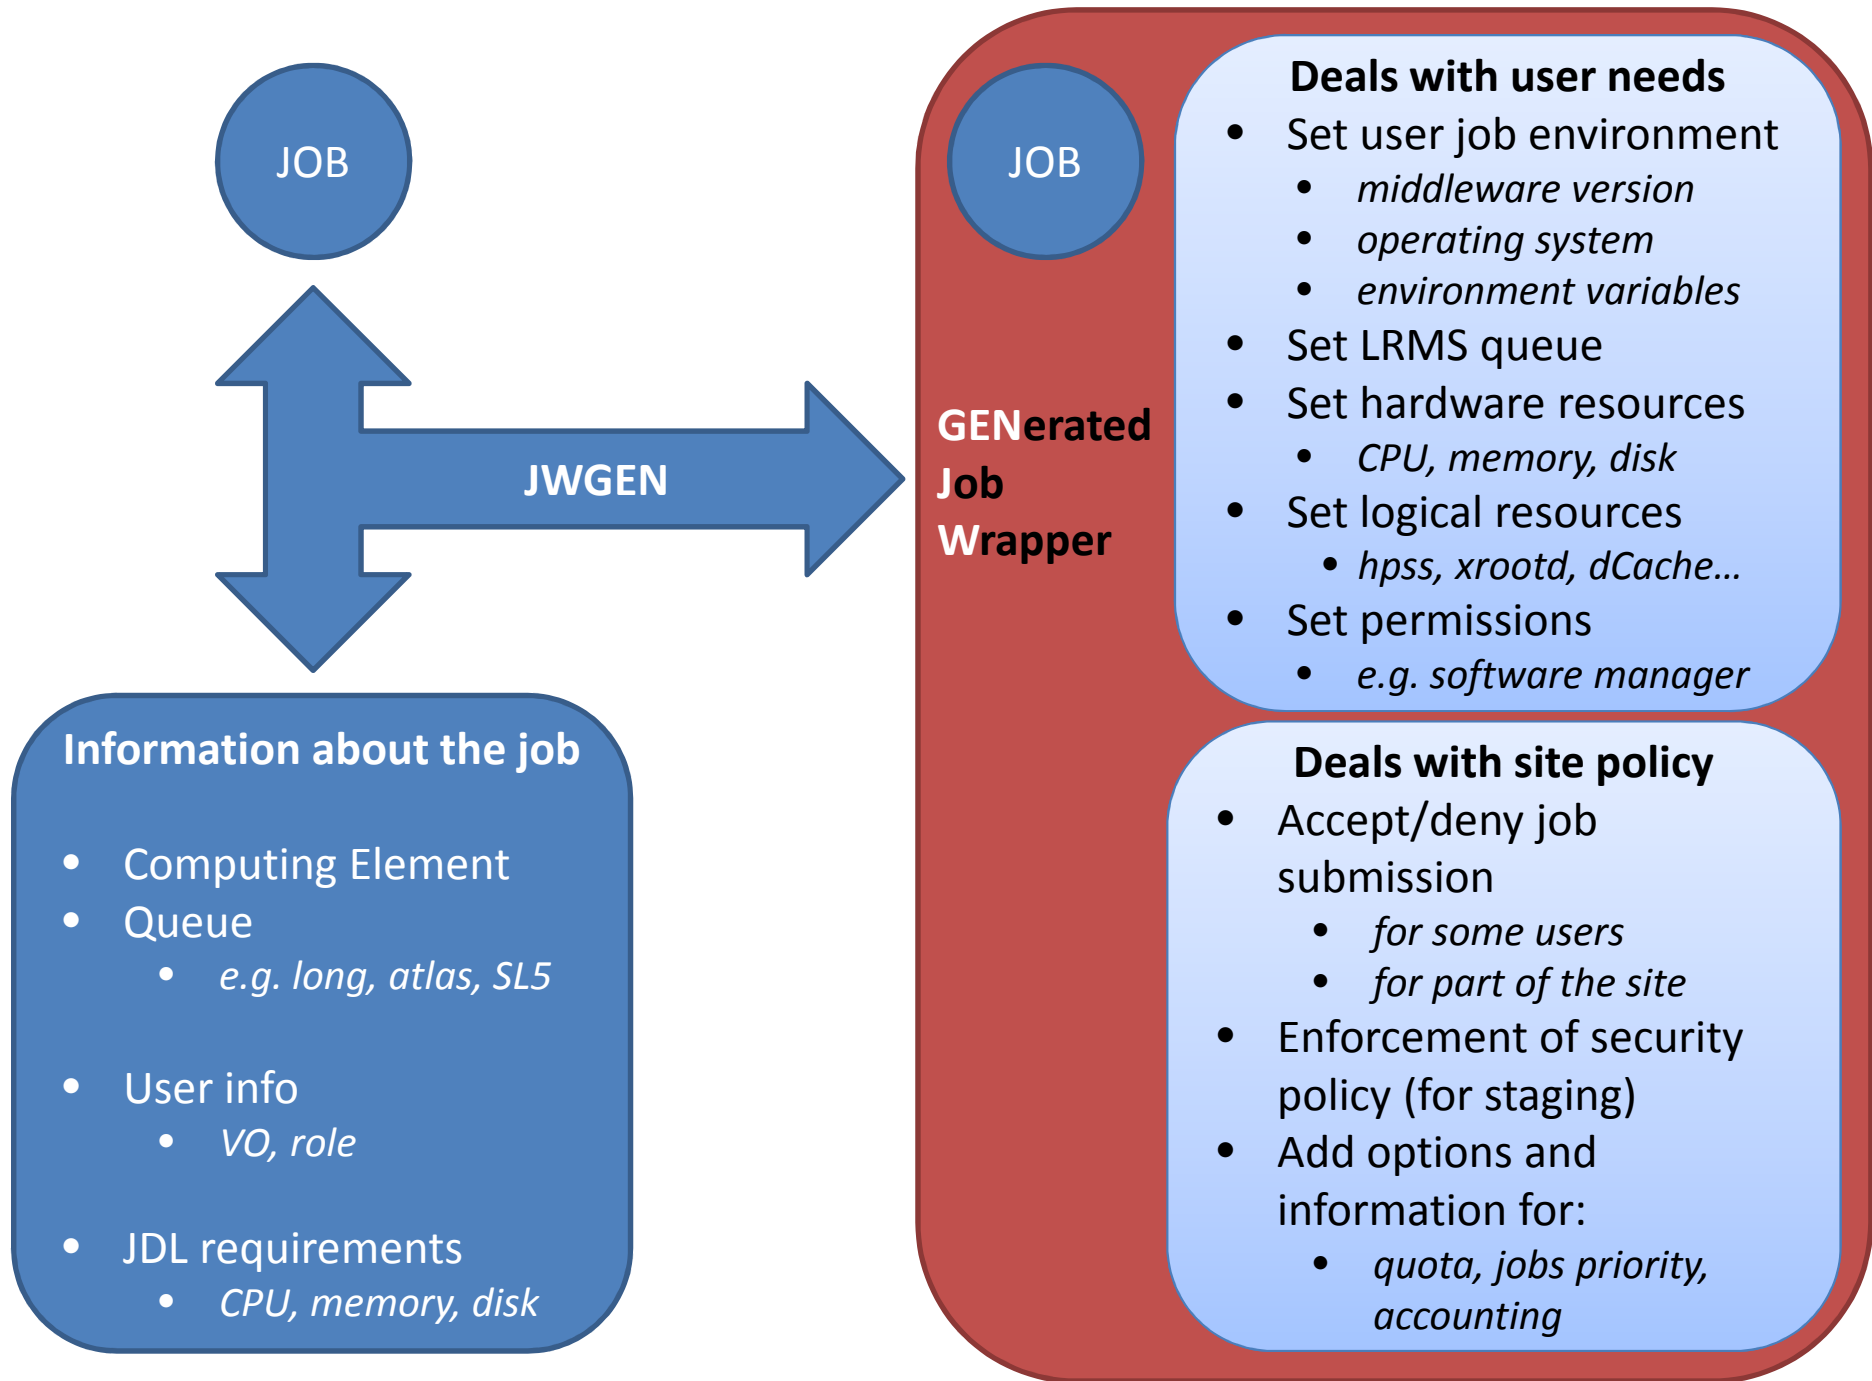 JOB
JWGEN
Information about the job
• Computing Element
• Queue
• e.g. long, atlas, SL5
• User info
• VO, role
• JDL requirements
• CPU, memory, disk
JOB
GENerated
Job
Wrapper
Deals with user needs
• Set user job environment
• middleware version
• operating system
• environment variables
• Set LRMS queue
• Set hardware resources
• CPU, memory, disk
• Set logical resources
• hpss, xrootd, dCache…
• Set permissions
• e.g. software manager
Deals with site policy
• Accept/deny job
submission
• for some users
• for part of the site
• Enforcement of security
policy (for staging)
• Add options and
information for:
• quota, jobs priority,
accounting